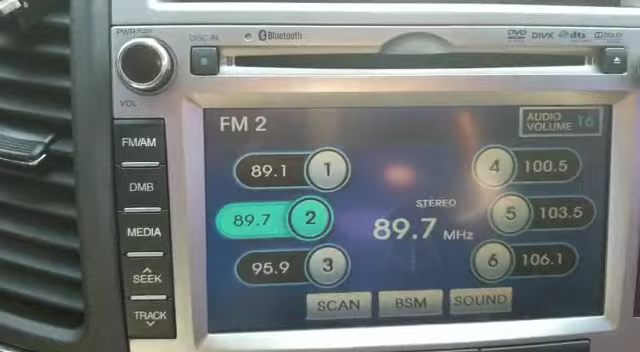 PWR PUSH
DISC-IN
Bluetooth
DVD
DIVX
dts
DOLBY
VOL
FM/AM
DMB
MEDIA
SEEK
TRACK
FM 2
AUDIO
VOLUME 16
89.1 1
89.7 2
95.9 3
STEREO
89.7 MHz
4 100.5
5 103.5
6 106.1
SCAN
BSM
SOUND